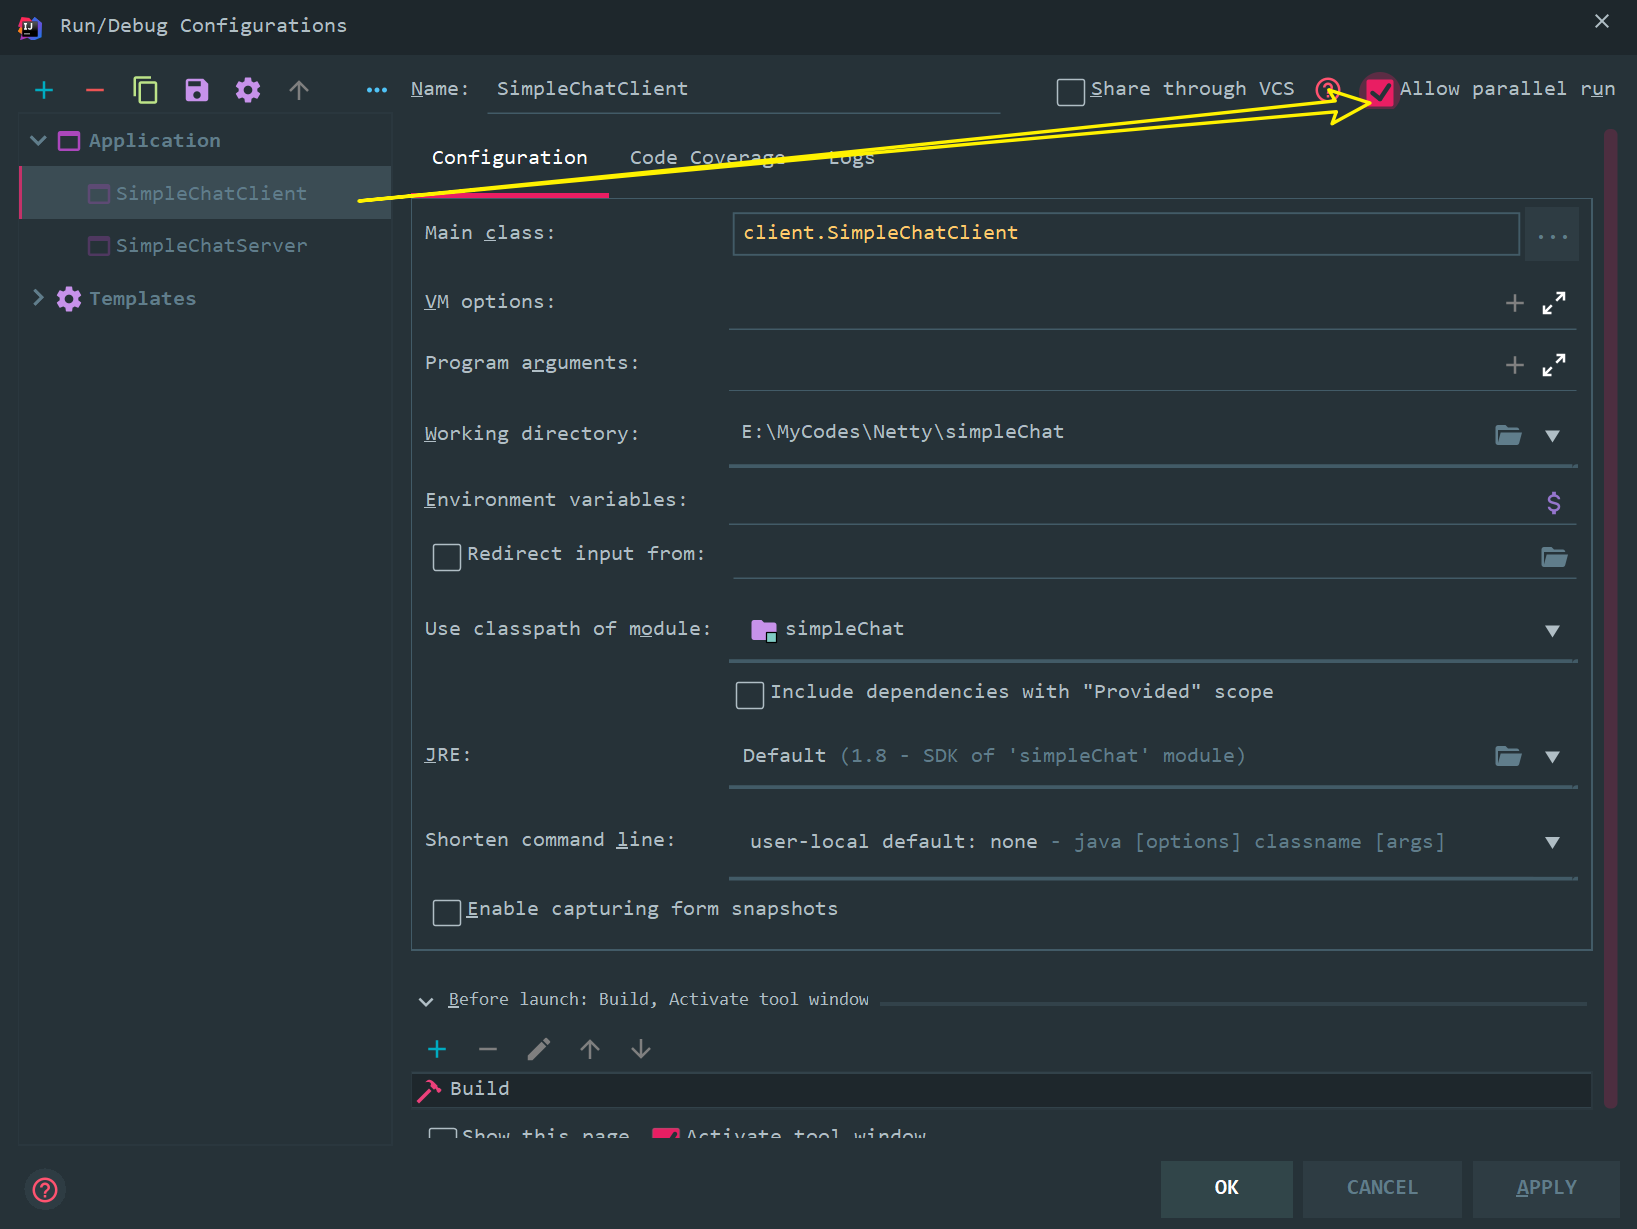 Run/Debug Configurations
Name: SimpleChatClient
Share through VCS
Allow parallel run
Application
SimpleChatClient
SimpleChatServer
Templates
Configuration
Code Coverage
Logs
Main class: client.SimpleChatClient ...
VM options:
Program arguments:
Working directory: E:\MyCodes\Netty\simpleChat
Environment variables:
Redirect input from:
Use classpath of module: simpleChat
Include dependencies with "Provided" scope
JRE: Default (1.8 - SDK of 'simpleChat' module)
Shorten command line: user-local default: none - java [options] classname [args]
Enable capturing form snapshots
Before launch: Build, Activate tool window
Build
Show this page Activate tool window
OK CANCEL APPLY